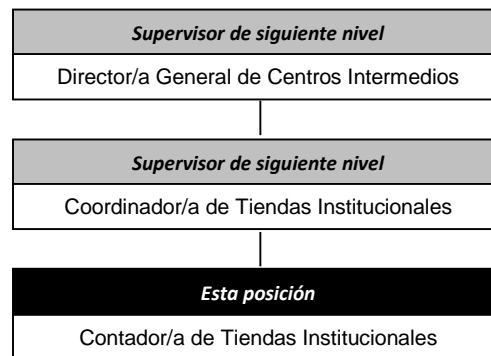 Supervisor de siguiente nivel
Director/a General de Centros Intermedios
Supervisor de siguiente nivel
Coordinador/a de Tiendas Institucionales
Esta posición
Contador/a de Tiendas Institucionales